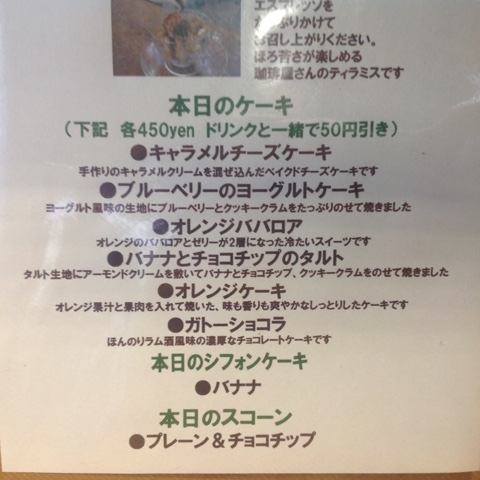 エスプレッソを
たっぷりかけて
お召し上がりください。
ほろ苦さが楽しめる
珈琲屋さんのティラミスです
本日のケーキ
（下記 各450yen ドリンクと一緒で50円引き）
●キャラメルチーズケーキ
手作りのキャラメルクリームを混ぜ込んだベイクドチーズケーキです
●ブルーベリーのヨーグルトケーキ
ヨーグルト風味の生地にブルーベリーとクッキークラムをたっぷりのせて焼きました
●オレンジババロア
オレンジのババロアとゼリーが2層になった冷たいスイーツです
●バナナとチョコチップのタルト
タルト生地にアーモンドクリームを敷いてバナナとチョコチップ、クッキークラムをのせて焼きました
●オレンジケーキ
オレンジ果汁と果肉を入れて焼いた、味も香りも爽やかなしっとりしたケーキです
●ガトーショコラ
ほんのりラム酒風味の濃厚なチョコレートケーキです
本日のシフォンケーキ
●バナナ
本日のスコーン
●プレーン＆チョコチップ